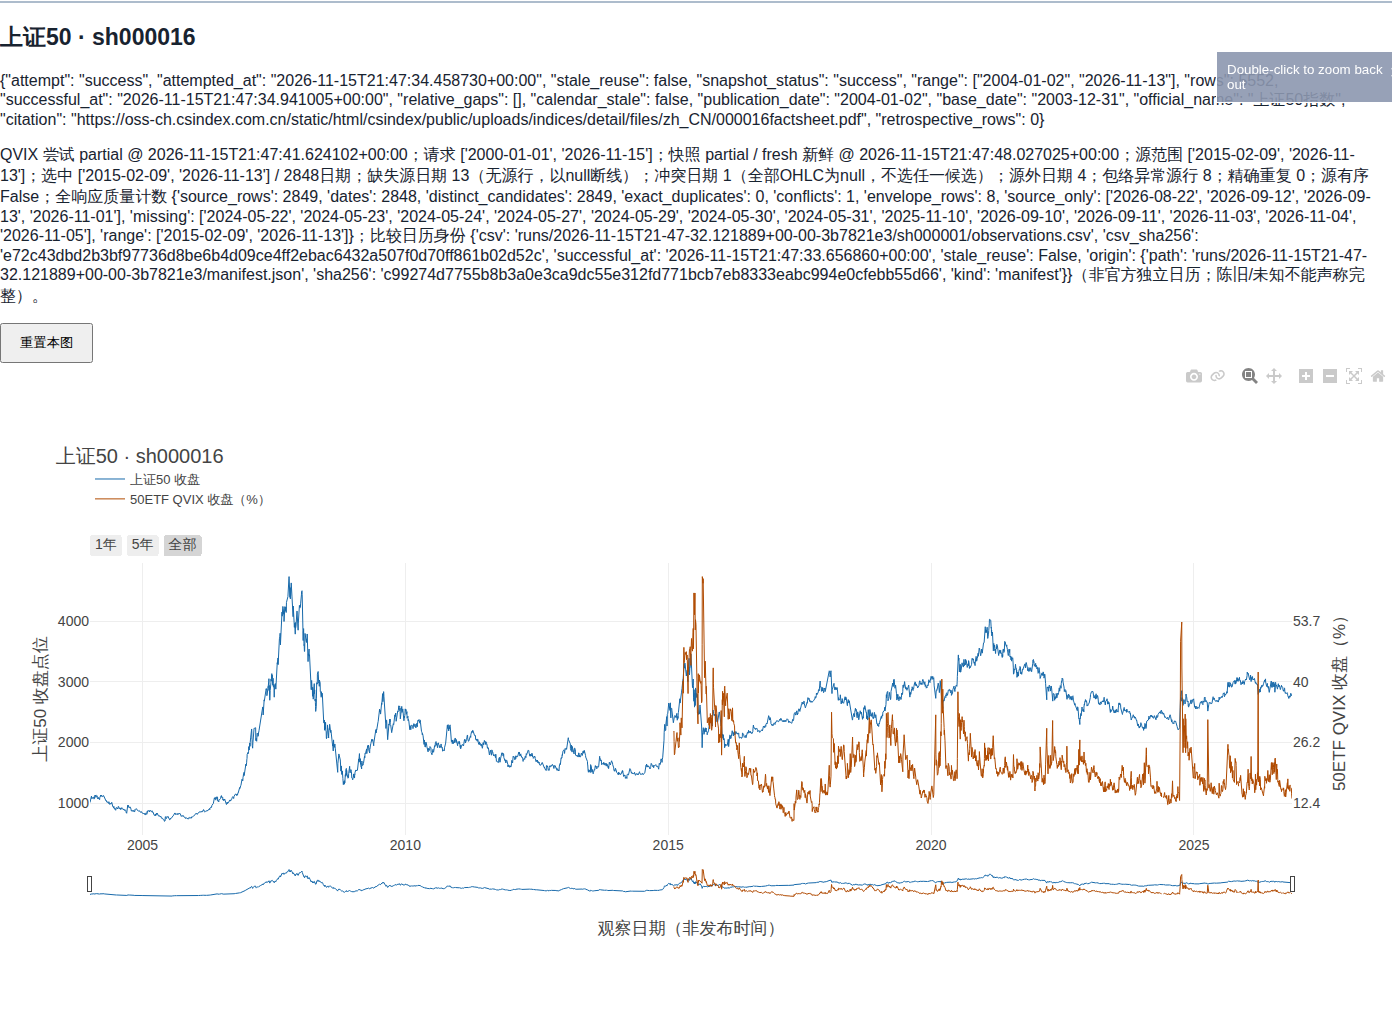 上证50 · sh000016
Double-click to zoom back
out
{"attempt": "success", "attempted_at": "2026-11-15T21:47:34.458730+00:00", "stale_reuse": false, "snapshot_status": "success", "range": ["2004-01-02", "2026-11-13"], "rows": 5552,
"successful_at": "2026-11-15T21:47:34.941005+00:00", "relative_gaps": [], "calendar_stale": false, "publication_date": "2004-01-02", "base_date": "2003-12-31", "official_name": "上证50指数",
"citation": "https://oss-ch.csindex.com.cn/static/html/csindex/public/uploads/indices/detail/files/zh_CN/000016factsheet.pdf", "retrospective_rows": 0}
QVIX 尝试 partial @ 2026-11-15T21:47:41.624102+00:00；请求 ['2000-01-01', '2026-11-15']；快照 partial / fresh 新鲜 @ 2026-11-15T21:47:48.027025+00:00；源范围 ['2015-02-09', '2026-11-
13']；选中 ['2015-02-09', '2026-11-13'] / 2848日期；缺失源日期 13（无源行，以null断线）；冲突日期 1（全部OHLC为null，不选任一候选）；源外日期 4；包络异常源行 8；精确重复 0；源有序
False；全响应质量计数 {'source_rows': 2849, 'dates': 2848, 'distinct_candidates': 2849, 'exact_duplicates': 0, 'conflicts': 1, 'envelope_rows': 8, 'source_only': ['2026-08-22', '2026-09-12', '2026-09-
13', '2026-11-01'], 'missing': ['2024-05-22', '2024-05-23', '2024-05-24', '2024-05-27', '2024-05-29', '2024-05-30', '2024-05-31', '2025-11-10', '2026-09-10', '2026-09-11', '2026-11-03', '2026-11-04',
'2026-11-05'], 'range': ['2015-02-09', '2026-11-13']}；比较日历身份 {'csv': 'runs/2026-11-15T21-47-32.121889+00-00-3b7821e3/sh000001/observations.csv', 'csv_sha256':
'e72c43dbd2b3bf97736d8be6b4d09ce4ff2ebac6432a507f0d70ff861b02d52c', 'successful_at': '2026-11-15T21:47:33.656860+00:00', 'stale_reuse': False, 'origin': {'path': 'runs/2026-11-15T21-47-
32.121889+00-00-3b7821e3/manifest.json', 'sha256': 'c99274d7755b8b3a0e3ca9dc55e312fd771bcb7eb8333eabc994e0cfebb55d66', 'kind': 'manifest'}}（非官方独立日历；陈旧/未知不能声称完
整）。
重置本图
上证50 · sh000016
上证50 收盘
50ETF QVIX 收盘（%）
1年 5年 全部
4000
3000
2000
1000
上证50 收盘点位
53.7
40
26.2
12.4
50ETF QVIX 收盘（%）
2005 2010 2015 2020 2025
观察日期（非发布时间）